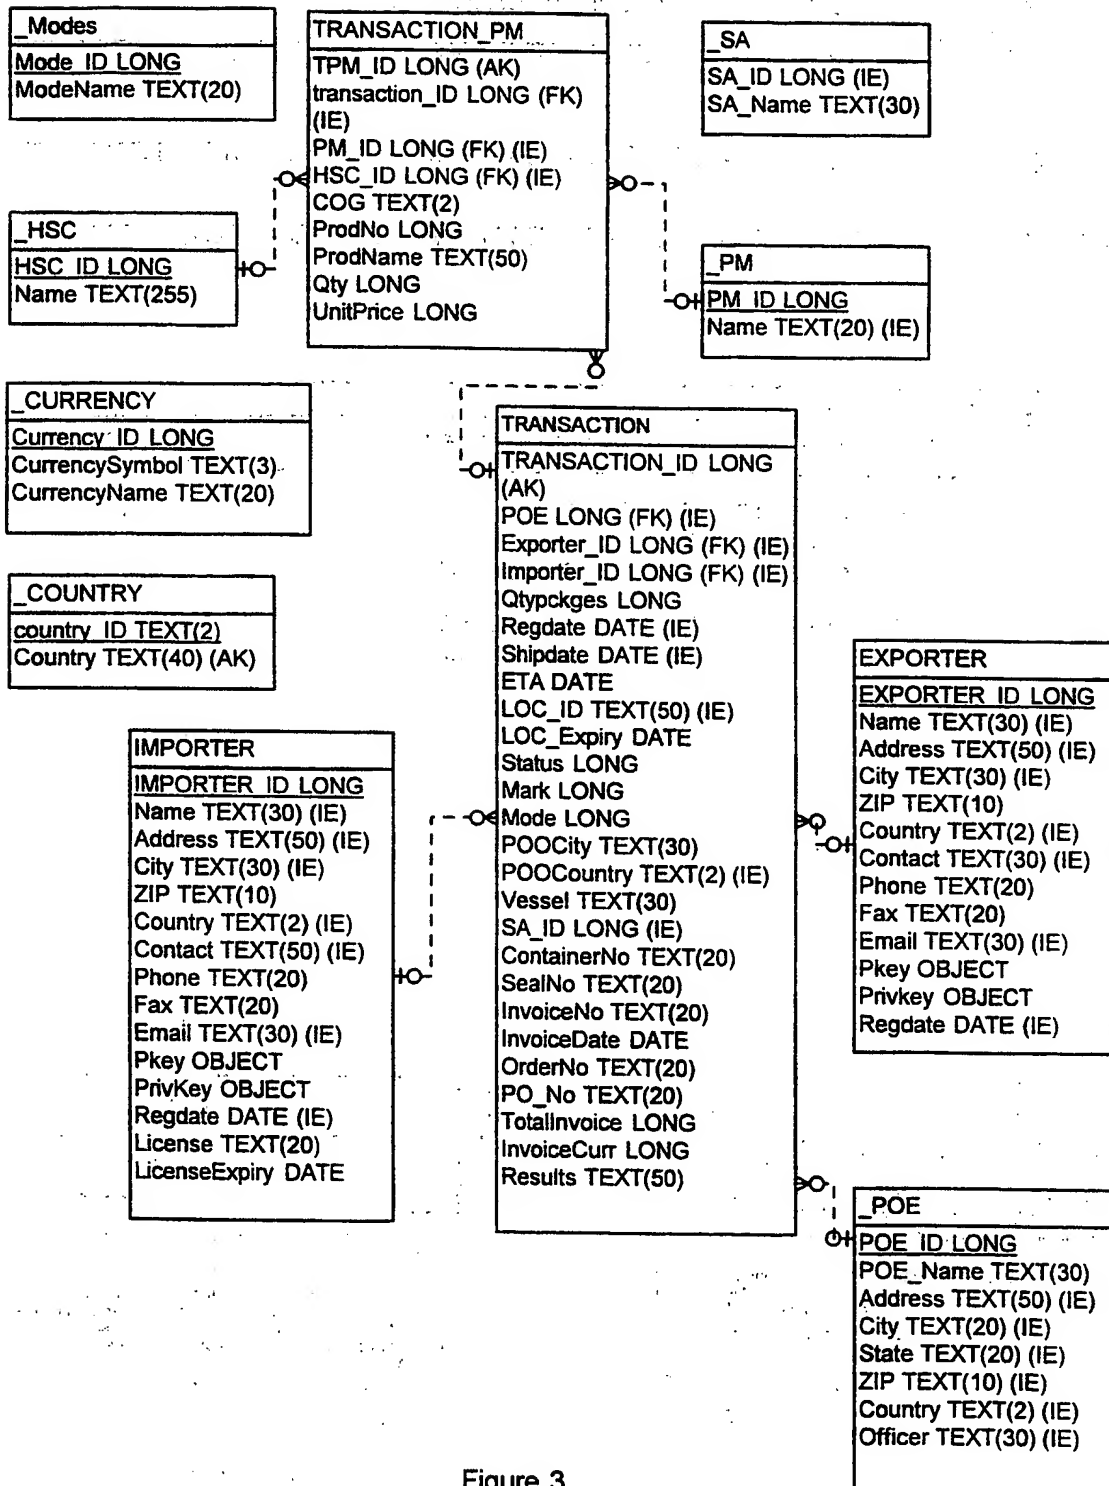 _Modes
Mode_ID LONG
ModeName TEXT(20)
TRANSACTION_PM
TPM_ID LONG (AK)
transaction_ID LONG (FK)
(IE)
PM_ID LONG (FK) (IE)
HSC_ID LONG (FK) (IE)
COG TEXT(2)
ProdNo LONG
ProdName TEXT(50)
Qty LONG
UnitPrice LONG
_SA
SA_ID LONG (IE)
SA_Name TEXT(30)
_HSC
HSC_ID LONG
Name TEXT(255)
_PM
PM_ID LONG
Name TEXT(20) (IE)
_CURRENCY
Currency_ID LONG
CurrencySymbol TEXT(3)
CurrencyName TEXT(20)
_COUNTRY
country_ID TEXT(2)
Country TEXT(40) (AK)
TRANSACTION
TRANSACTION_ID LONG
(AK)
POE LONG (FK) (IE)
Exporter_ID LONG (FK) (IE)
Importer_ID LONG (FK) (IE)
Qtypckges LONG
Regdate DATE (IE)
Shipdate DATE (IE)
ETA DATE
LOC_ID TEXT(50) (IE)
LOC_Expiry DATE
Status LONG
Mark LONG
Mode LONG
POOCity TEXT(30)
POOCountry TEXT(2) (IE)
Vessel TEXT(30)
SA_ID LONG (IE)
ContainerNo TEXT(20)
SealNo TEXT(20)
InvoiceNo TEXT(20)
InvoiceDate DATE
OrderNo TEXT(20)
PO_No TEXT(20)
TotalInvoice LONG
InvoiceCurr LONG
Results TEXT(50)
IMPORTER
IMPORTER_ID LONG
Name TEXT(30) (IE)
Address TEXT(50) (IE)
City TEXT(30) (IE)
ZIP TEXT(10)
Country TEXT(2) (IE)
Contact TEXT(50) (IE)
Phone TEXT(20)
Fax TEXT(20)
Email TEXT(30) (IE)
Pkey OBJECT
PrivKey OBJECT
Regdate DATE (IE)
License TEXT(20)
LicenseExpiry DATE
EXPORTER
EXPORTER_ID LONG
Name TEXT(30) (IE)
Address TEXT(50) (IE)
City TEXT(30) (IE)
ZIP TEXT(10)
Country TEXT(2) (IE)
Contact TEXT(30) (IE)
Phone TEXT(20)
Fax TEXT(20)
Email TEXT(30) (IE)
Pkey OBJECT
Privkey OBJECT
Regdate DATE (IE)
_POE
POE_ID LONG
POE_Name TEXT(30)
Address TEXT(50) (IE)
City TEXT(20) (IE)
State TEXT(20) (IE)
ZIP TEXT(10) (IE)
Country TEXT(2) (IE)
Officer TEXT(30) (IE)
Figure 3